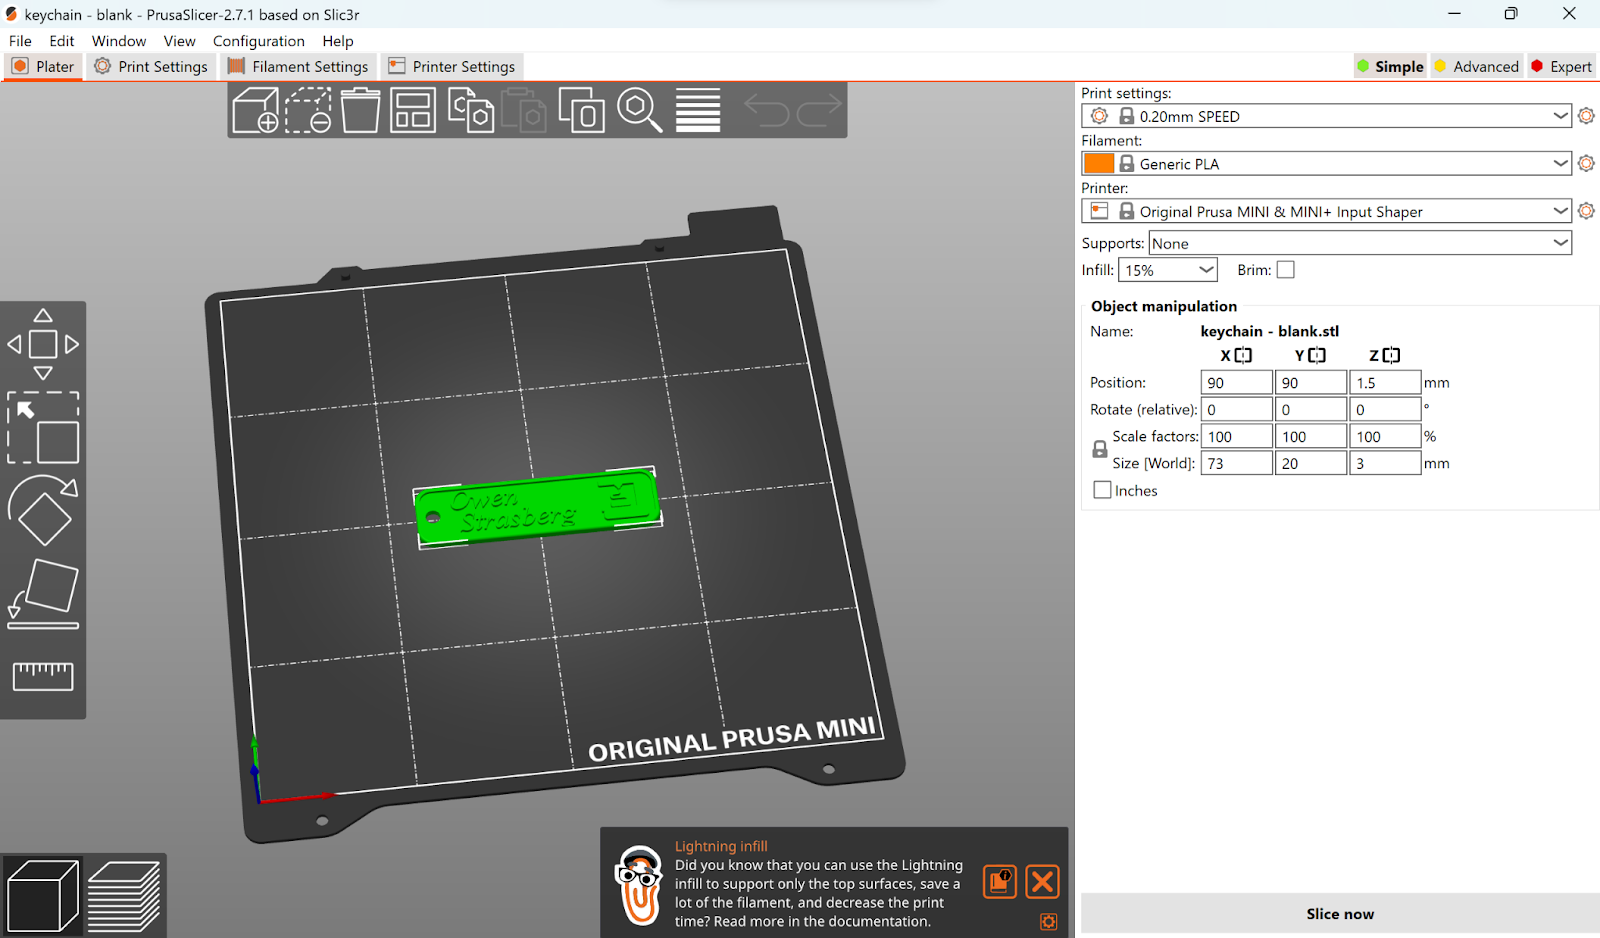 keychain - blank - PrusaSlicer-2.7.1 based on Slic3r
File Edit Window View Configuration Help
Plater Print Settings Filament Settings Printer Settings Simple Advanced Expert
Print settings:
0.20mm SPEED
Filament:
Generic PLA
Printer:
Original Prusa MINI & MINI+ Input Shaper
Supports: None
Infill: 15% Brim:
Object manipulation
Name: keychain - blank.stl
X Y Z
Position: 90 90 1.5 mm
Rotate (relative): 0 0 0 °
Scale factors: 100 100 100 %
Size [World]: 73 20 3 mm
Inches
Owen
Strasberg
ORIGINAL PRUSA MINI
Lightning infill
Did you know that you can use the Lightning
infill to support only the top surfaces, save a
lot of the filament, and decrease the print
time? Read more in the documentation.
Slice now